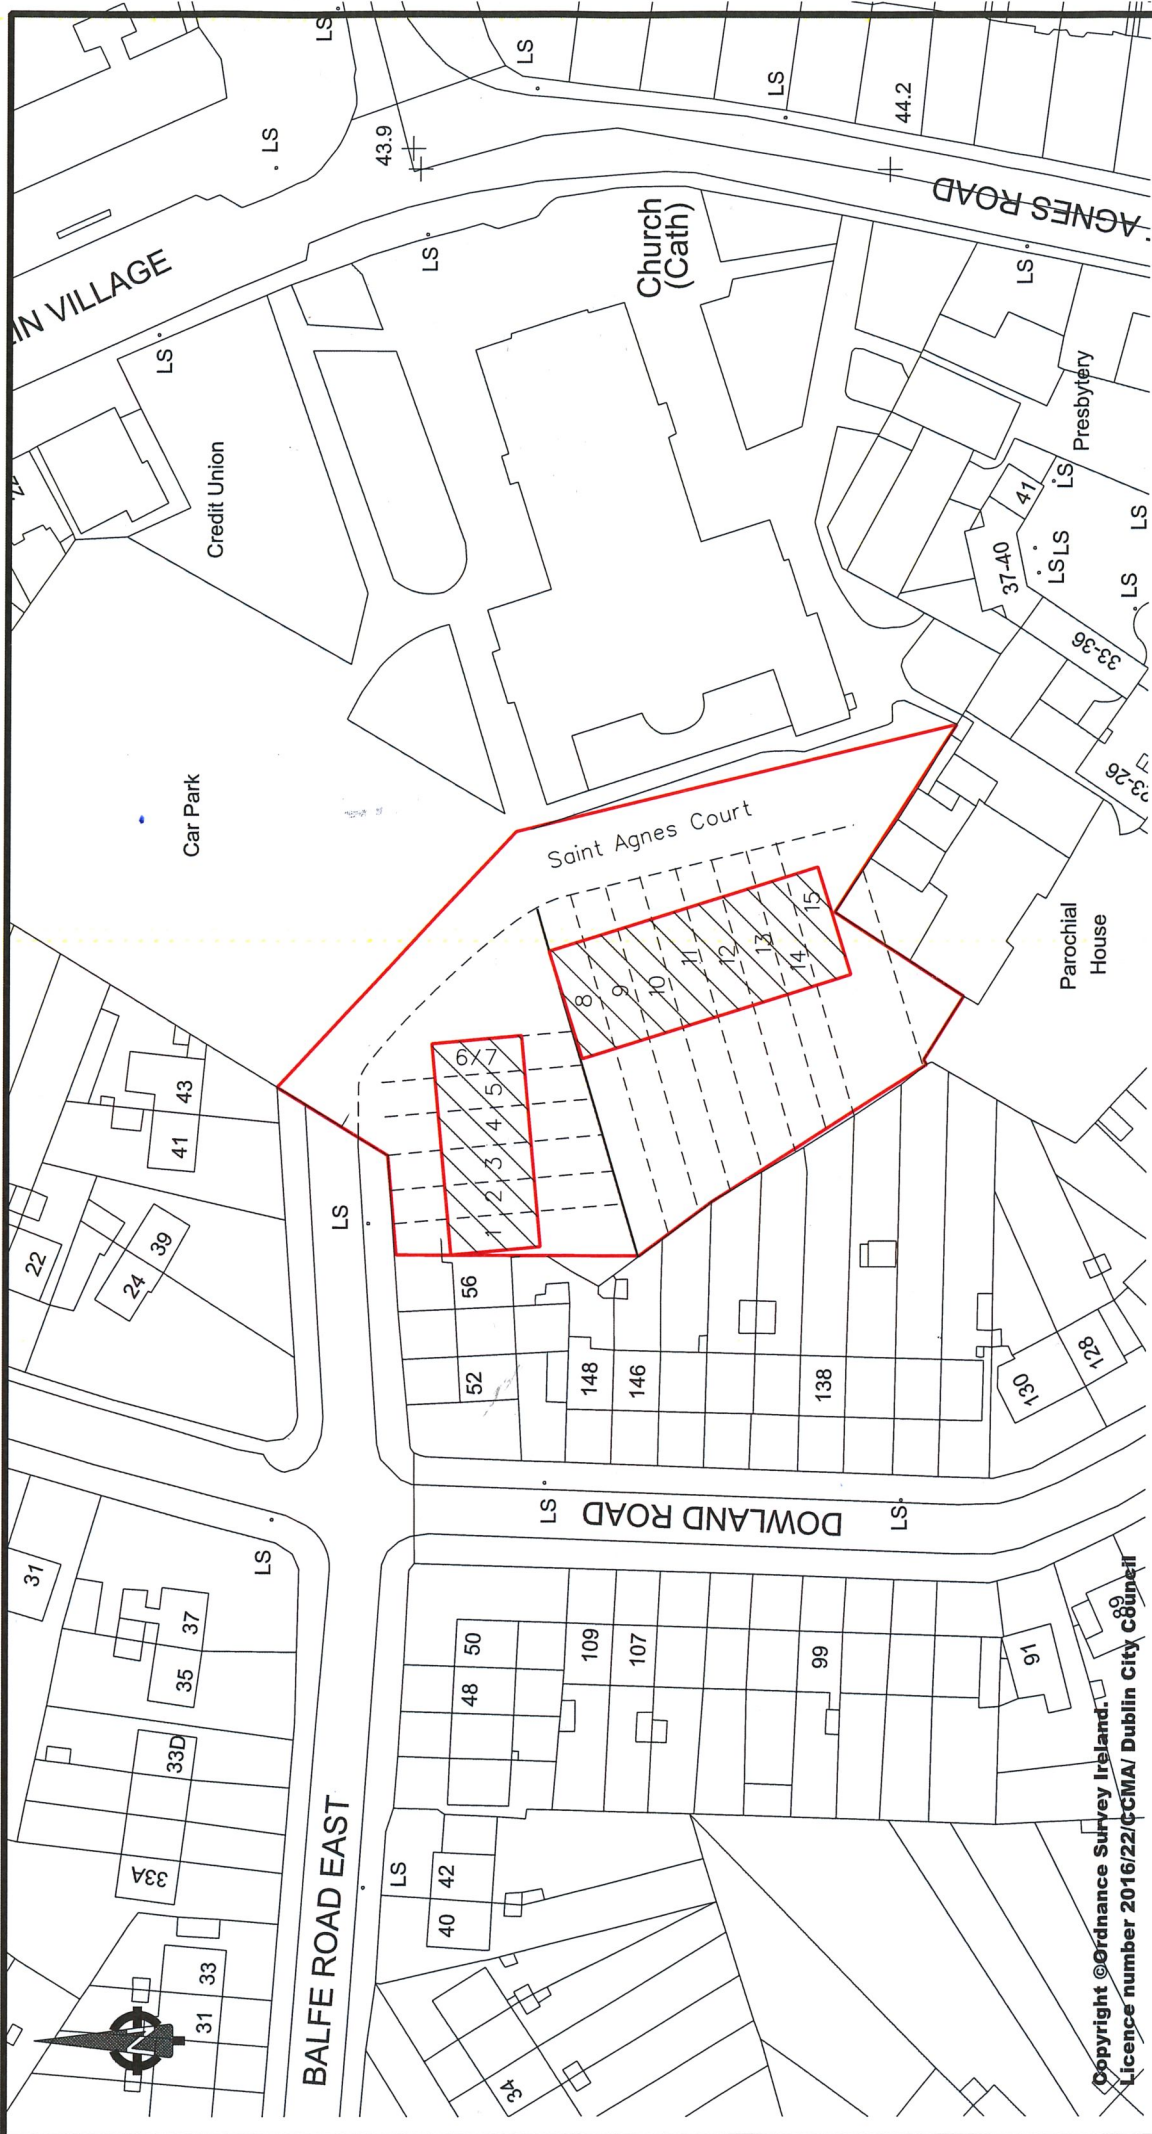 22
31
24
39
41
43
35
37
33A
33D
31
33
N
Car Park
Credit Union
IN VILLAGE
LS
LS
LS
LS
BALFE ROAD EAST
LS
LS
43.9
LS
LS
40
42
48
50
52
56
1
2
3
4
5
6
7
34
109
148
8
107
146
9
10
11
12
13
14
15
Saint Agnes Court
Church
(Cath)
LS
LS
DOWLAND ROAD
LS
LS
99
138
44.2
AGNES ROAD
91
130
128
89
Parochial
House
37-40
41
33-36
23-26
Presbytery
LS
LS
LS
LS
LS
LS
Copyright ©Ordnance Survey Ireland.
Licence number 2016/22/CCMA/ Dublin City Council